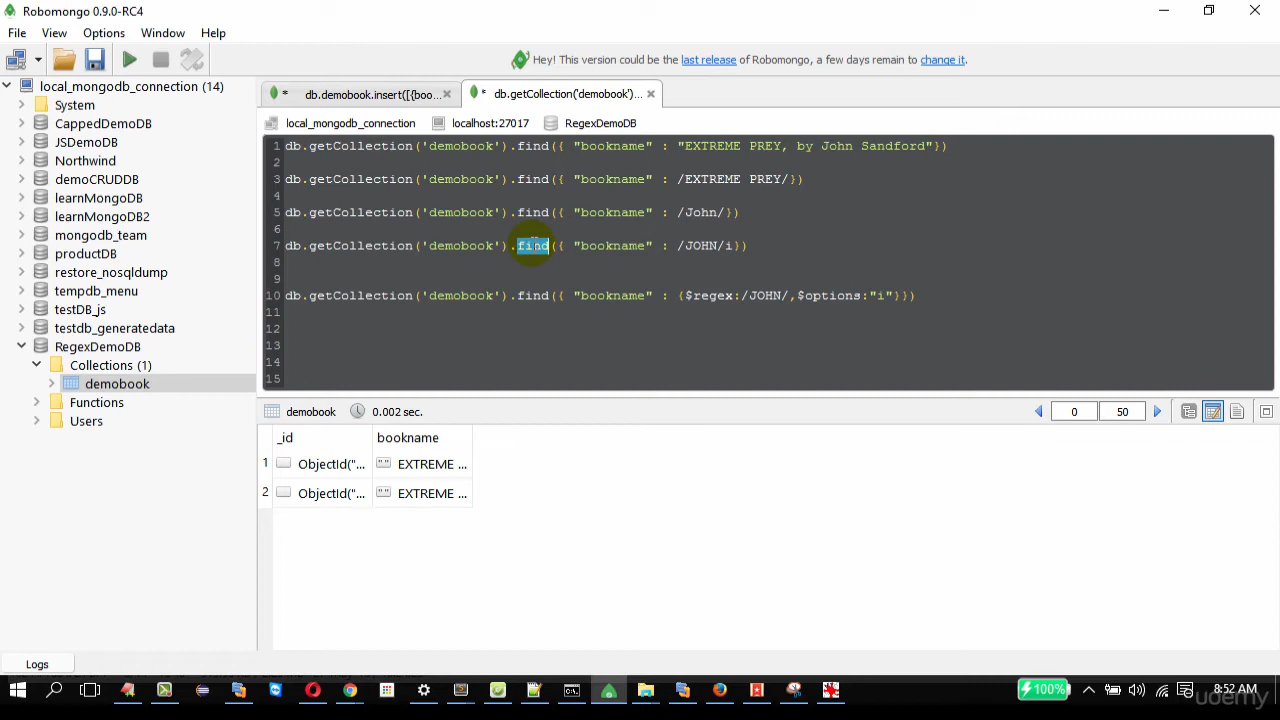 Robomongo 0.9.0-RC4
File View Options Window Help
Hey! This version could be the last release of Robomongo, a few days remain to change it.
local_mongodb_connection (14)
System
CappedDemoDB
JSDemoDB
Northwind
demoCRUDDB
learnMongoDB
learnMongoDB2
mongodb_team
productDB
restore_nosqldump
tempdb_menu
testDB_js
testdb_generatedata
RegexDemoDB
Collections (1)
demobook
Functions
Users
* db.demobook.insert([{boo...
* db.getCollection('demobook')...
local_mongodb_connection localhost:27017 RegexDemoDB
1 db.getCollection('demobook').find({ "bookname" : "EXTREME PREY, by John Sandford"})
2
3 db.getCollection('demobook').find({ "bookname" : /EXTREME PREY/})
4
5 db.getCollection('demobook').find({ "bookname" : /John/})
6
7 db.getCollection('demobook').find({ "bookname" : /JOHN/i})
8
9
10 db.getCollection('demobook').find({ "bookname" : {$regex:/JOHN/,$options:"i"}})
11
12
13
14
15
demobook 0.002 sec. 0 50
_id bookname
1 ObjectId("... "" EXTREME ...
2 ObjectId("... "" EXTREME ...
Logs
100% 8:52 AM
udemy